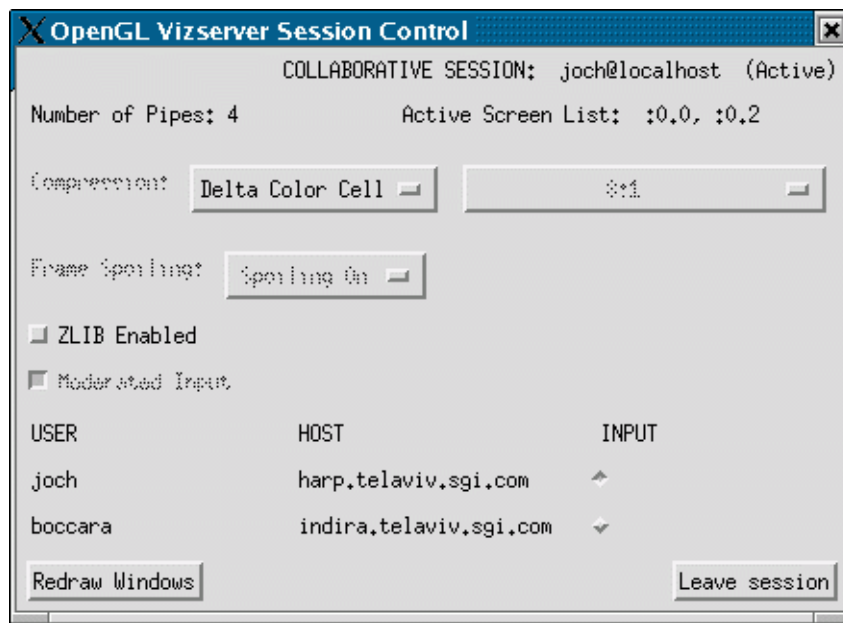 OpenGL Vizserver Session Control
COLLABORATIVE SESSION: joch@localhost (Active)
Number of Pipes: 4 Active Screen List: :0.0, :0.2
Compression: Delta Color Cell 8:1
Frame Spoiling: Spoiling On
ZLIB Enabled
Moderated Input
USER HOST INPUT
joch harp.telaviv.sgi.com
boccara indira.telaviv.sgi.com
Redraw Windows Leave session